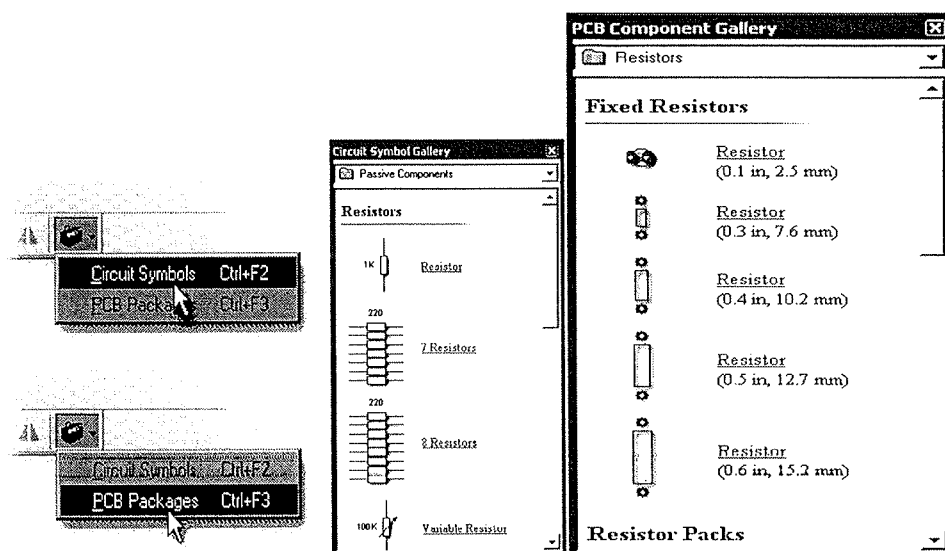 Circuit Symbols Ctrl+F2
PCB Packages Ctrl+F3
Circuit Symbols Ctrl+F2
PCB Packages Ctrl+F3
Circuit Symbol Gallery
Passive Components
Resistors
1K
Resistor
220
7 Resistors
220
8 Resistors
100K
Variable Resistor
PCB Component Gallery
Resistors
Fixed Resistors
Resistor
(0.1 in, 2.5 mm)
Resistor
(0.3 in, 7.6 mm)
Resistor
(0.4 in, 10.2 mm)
Resistor
(0.5 in, 12.7 mm)
Resistor
(0.6 in, 15.2 mm)
Resistor Packs